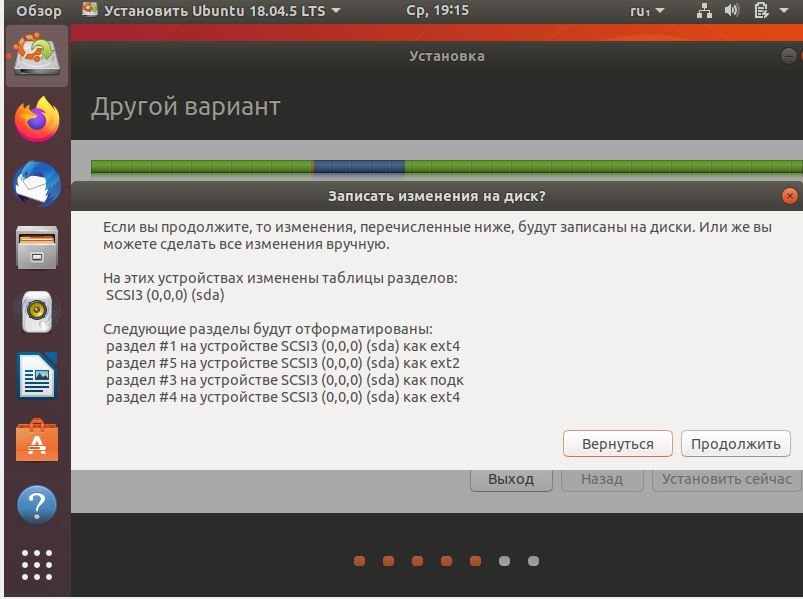 Обзор
Установить Ubuntu 18.04.5 LTS
Ср, 19:15
ru₁
Установка
Другой вариант
Записать изменения на диск?
Если вы продолжите, то изменения, перечисленные ниже, будут записаны на диски. Или же вы
можете сделать все изменения вручную.
На этих устройствах изменены таблицы разделов:
SCSI3 (0,0,0) (sda)
Следующие разделы будут отформатированы:
раздел #1 на устройстве SCSI3 (0,0,0) (sda) как ext4
раздел #5 на устройстве SCSI3 (0,0,0) (sda) как ext2
раздел #3 на устройстве SCSI3 (0,0,0) (sda) как подк
раздел #4 на устройстве SCSI3 (0,0,0) (sda) как ext4
Вернуться
Продолжить
Выход
Назад
Установить сейчас